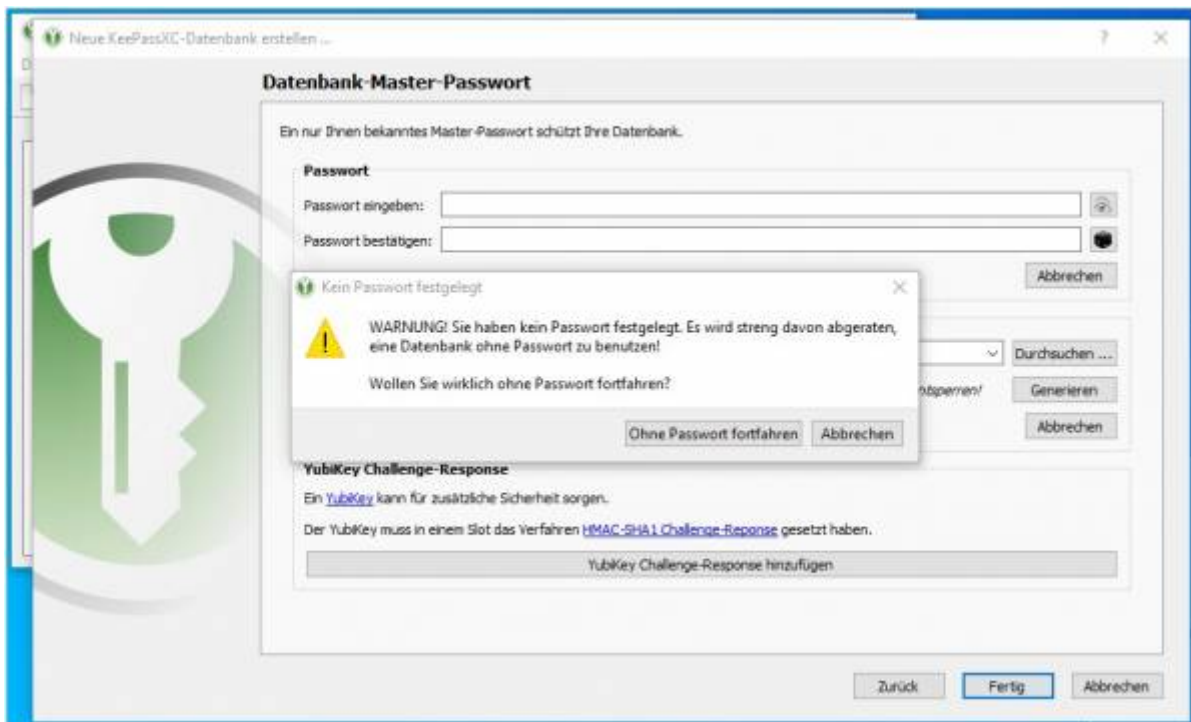 Neue KeePassXC-Datenbank erstellen ...
?
Datenbank-Master-Passwort
Ein nur Ihnen bekanntes Master-Passwort schützt Ihre Datenbank.
Passwort
Passwort eingeben:
Passwort bestätigen:
Abbrechen
Kein Passwort festgelegt
WARNUNG! Sie haben kein Passwort festgelegt. Es wird streng davon abgeraten,
eine Datenbank ohne Passwort zu benutzen!
Wollen Sie wirklich ohne Passwort fortfahren?
Ohne Passwort fortfahren Abbrechen
Durchsuchen ...
Generieren
Abbrechen
YubiKey Challenge-Response
Ein YubiKey kann für zusätzliche Sicherheit sorgen.
Der YubiKey muss in einem Slot das Verfahren HMAC-SHA1 Challenge-Reponse gesetzt haben.
YubiKey Challenge-Response hinzufügen
Zurück Fertig Abbrechen